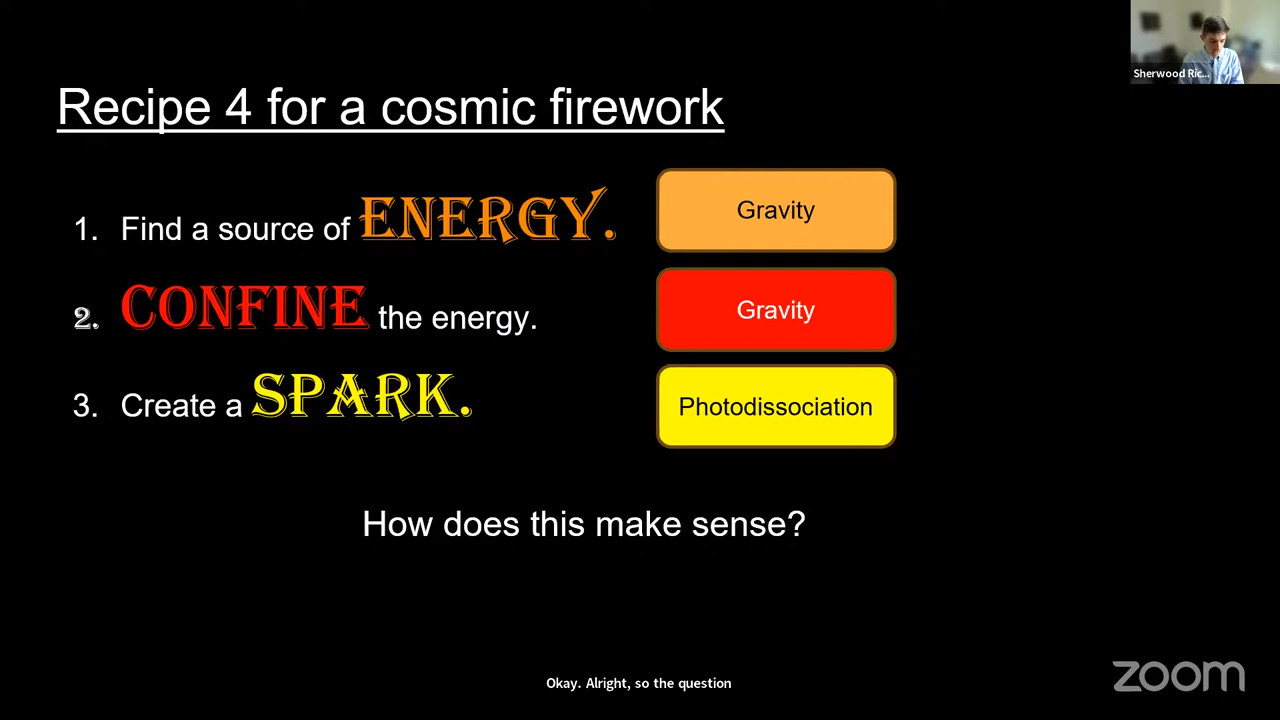 Sherwood Ric...
Recipe 4 for a cosmic firework
1. Find a source of ENERGY.
Gravity
2. CONFINE the energy.
Gravity
3. Create a SPARK.
Photodissociation
How does this make sense?
Okay. Alright, so the question
zoom